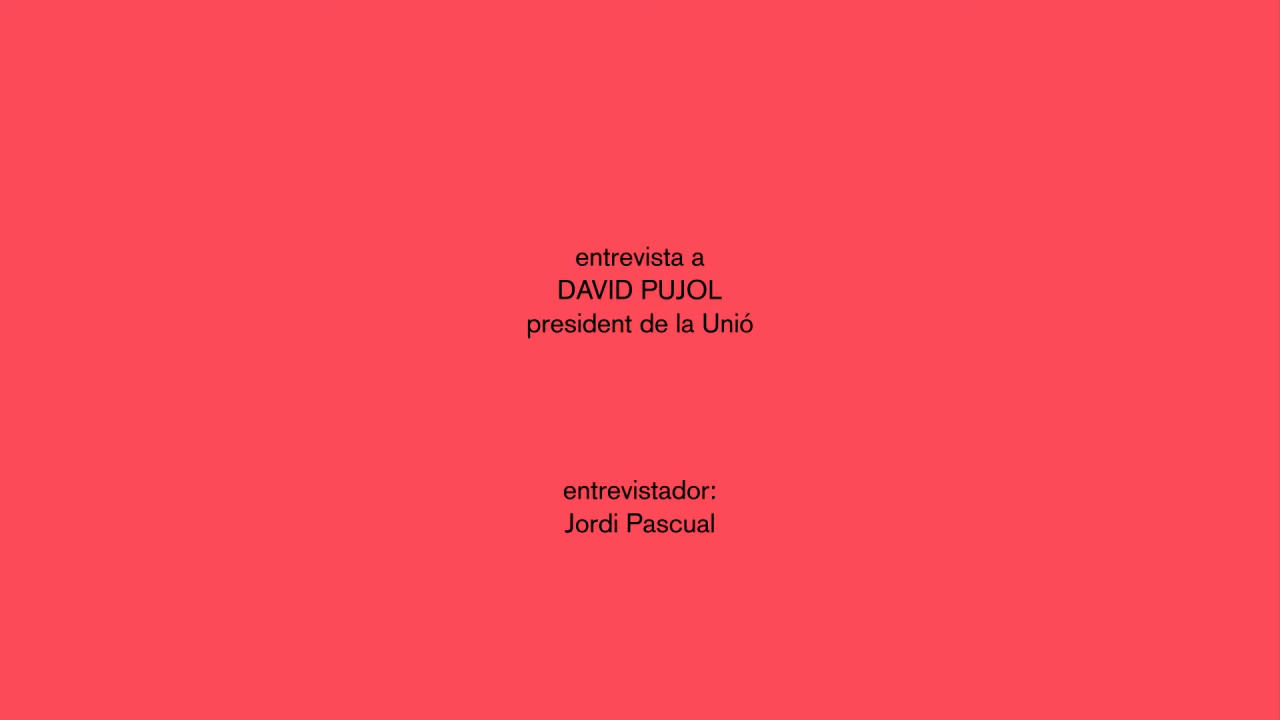 entrevista a
DAVID PUJOL
president de la Unió
entrevistador:
Jordi Pascual